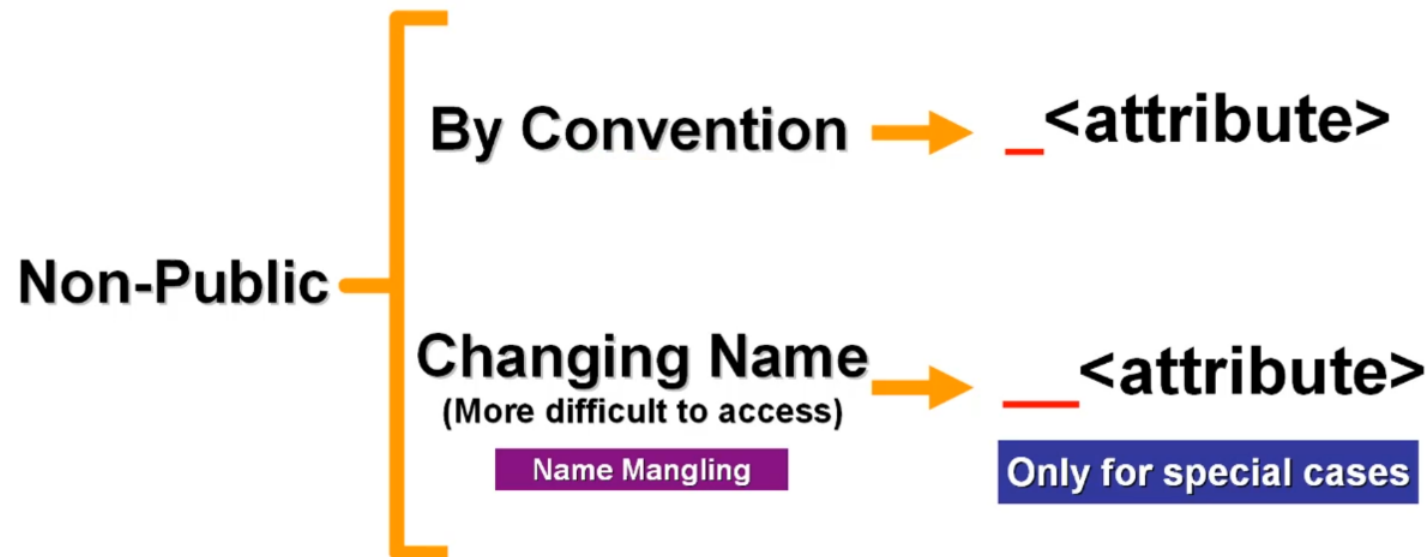 Non-Public
By Convention
_<attribute>
Changing Name
(More difficult to access)
Name Mangling
__<attribute>
Only for special cases